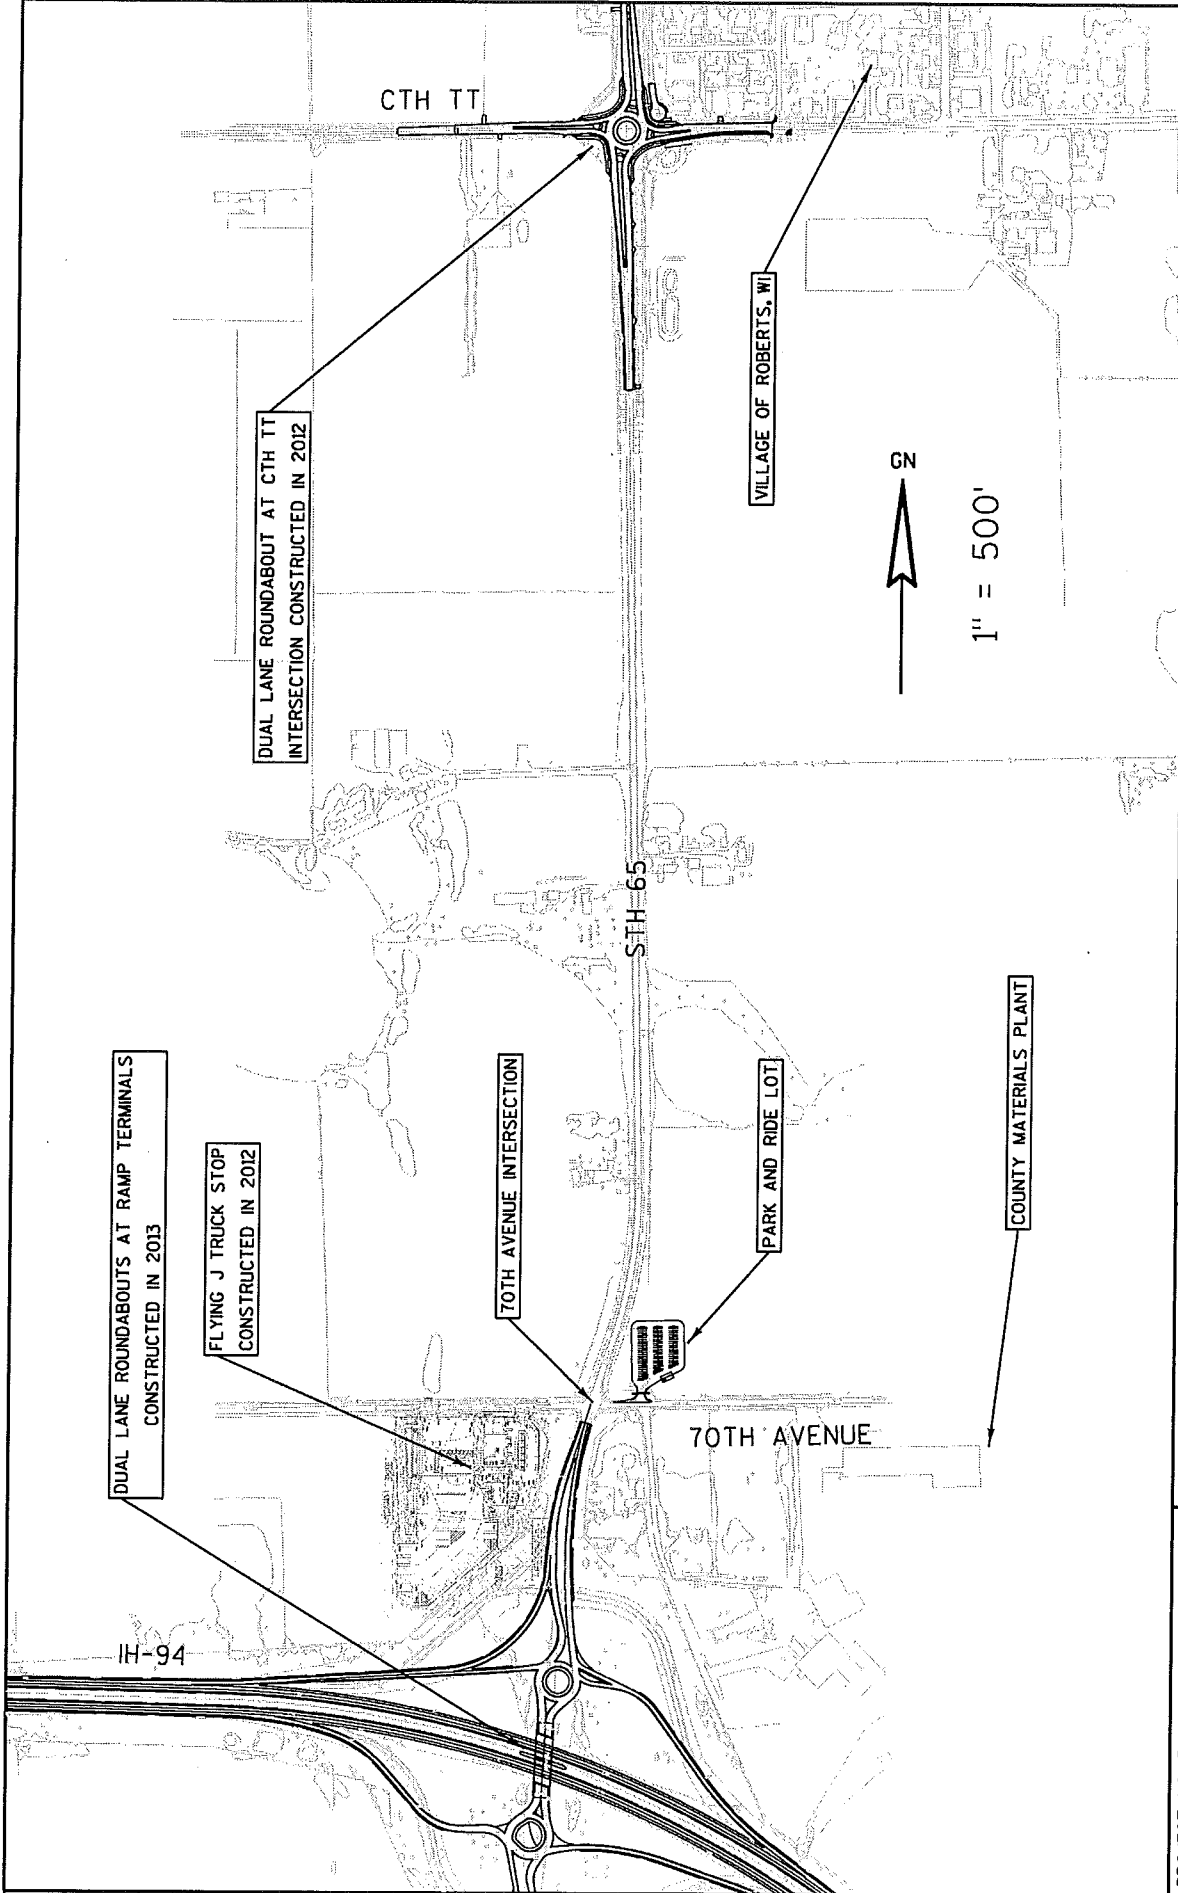 CTH TT
DUAL LANE ROUNDABOUT AT CTH TT
INTERSECTION CONSTRUCTED IN 2012
VILLAGE OF ROBERTS, WI
GN
1" = 500'
STH 65
DUAL LANE ROUNDABOUTS AT RAMP TERMINALS
CONSTRUCTED IN 2013
FLYING J TRUCK STOP
CONSTRUCTED IN 2012
70TH AVENUE INTERSECTION
PARK AND RIDE LOT
COUNTY MATERIALS PLANT
70TH AVENUE
IH-94